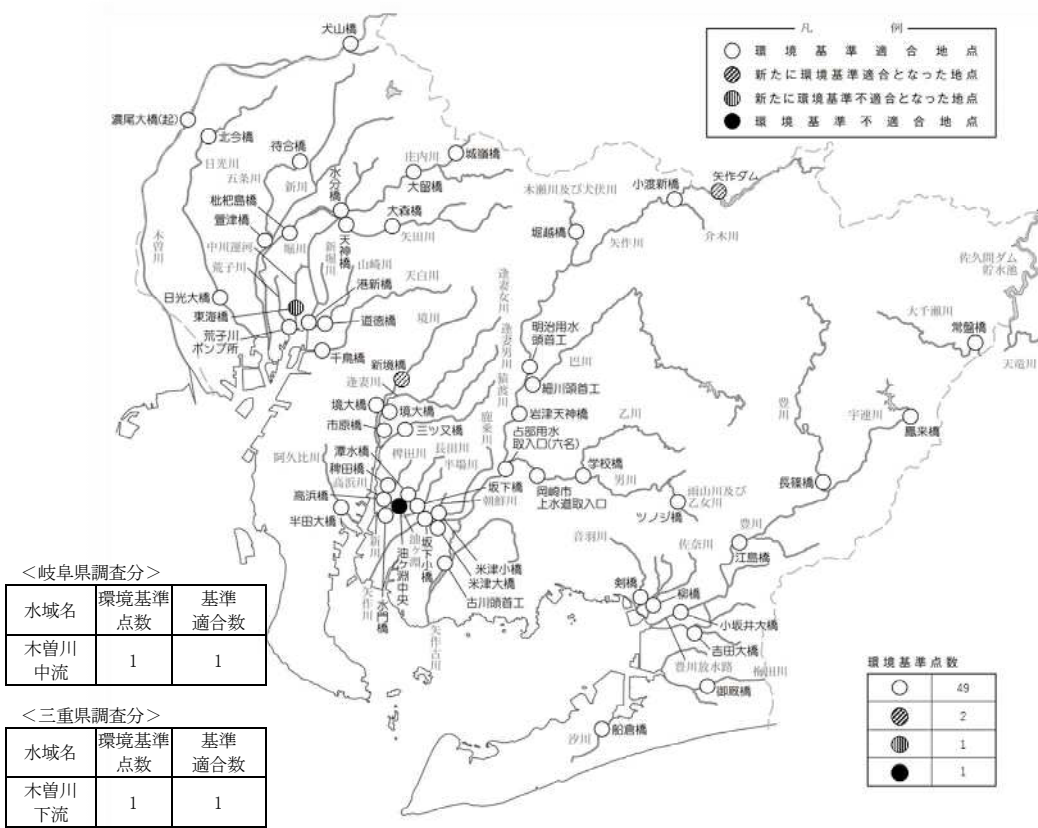 凡 例
環境基準適合地点
新たに環境基準適合となった地点
新たに環境基準不適合となった地点
環境基準不適合地点
犬山橋
濃尾大橋(起)
北今橋
待合橋
城嶺橋
日光川
五条川
新川
庄内川
大留橋
水分橋
枇杷島橋
萱津橋
大森橋
矢田川
天神橋
堀川
中川運河
新堀川
荒子川
山崎川
木曽川
天白川
港新橋
日光大橋
東海橋
道徳橋
荒子川
ポンプ所
千鳥橋
境川
逢妻女川
逢妻男川
猿渡川
新境橋
逢妻川
境大橋
境大橋
市原橋
三ツ又橋
鹿乗川
木瀬川及び犬伏川
小渡新橋
矢作ダム
堀越橋
矢作川
介木川
佐久間ダム
貯水池
大千瀬川
常盤橋
天竜川
明治用水
頭首工
巴川
細川頭首工
岩津天神橋
占部用水
取入口(六名)
乙川
豊川
宇連川
鳳来橋
長篠橋
学校橋
男川
岡崎市
上水道取入口
雨山川及び
乙女川
ツノジ橋
阿久比川
潭水橋
稗田川
長田川
半場川
稗田橋
高浜川
高浜橋
坂下橋
朝鮮川
半田大橋
新川
油ヶ淵
油ケ淵中央
坂下小橋
米津小橋
米津大橋
古川頭首工
水門橋
矢作川
矢作古川
音羽川
佐奈川
豊川
江島橋
剣橋
柳橋
小坂井大橋
吉田大橋
豊川放水路
梅田川
御厩橋
船倉橋
汐川
<岐阜県調査分>
水域名 環境基準点数 基準適合数
木曽川中流 1 1
<三重県調査分>
水域名 環境基準点数 基準適合数
木曽川下流 1 1
環境基準点数
49
2
1
1